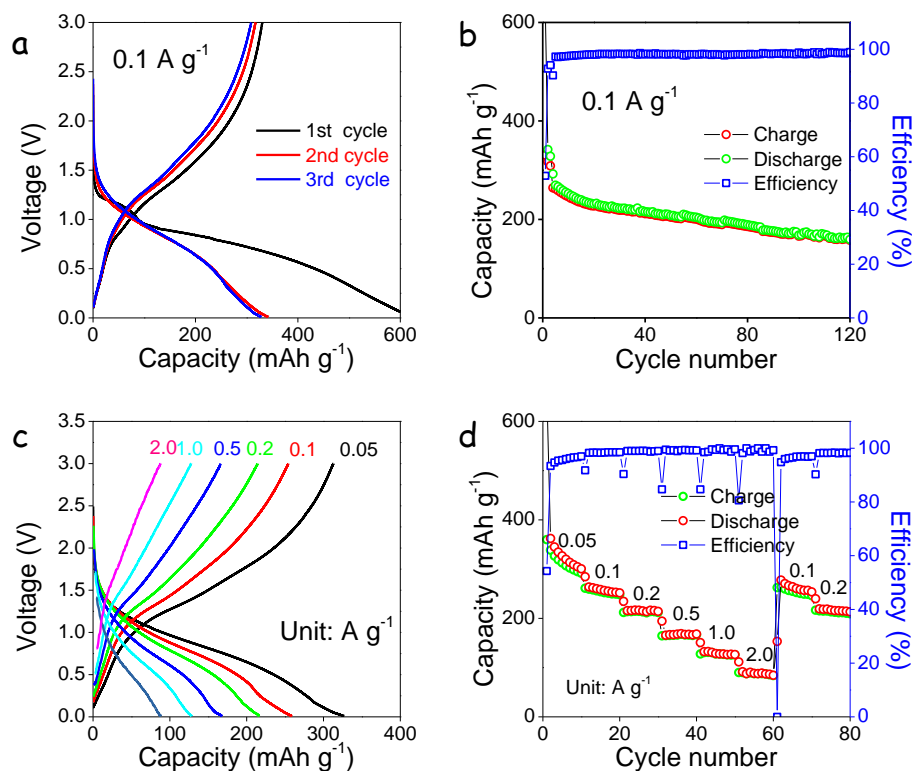 a
0.1 A g⁻¹
1st cycle
2nd cycle
3rd cycle
Voltage (V)
3.0
2.5
2.0
1.5
1.0
0.5
0.0
0 200 400 600
Capacity (mAh g⁻¹)
b
0.1 A g⁻¹
Charge
Discharge
Efficiency
Capacity (mAh g⁻¹)
600
400
200
0
Effciency (%)
100
80
60
40
20
0
0 40 80 120
Cycle number
c
2.0 1.0 0.5 0.2 0.1 0.05
Unit: A g⁻¹
Voltage (V)
3.5
3.0
2.5
2.0
1.5
1.0
0.5
0.0
0 100 200 300 400
Capacity (mAh g⁻¹)
d
Charge
Discharge
Efficiency
0.05
0.1
0.2
0.5
1.0
2.0
0.1
0.2
Unit: A g⁻¹
Capacity (mAh g⁻¹)
600
400
200
0
Efficiency (%)
100
80
60
40
20
0
0 20 40 60 80
Cycle number